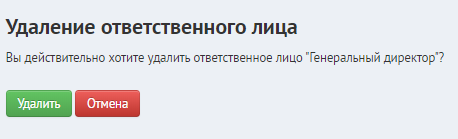 Удаление ответственного лица
Вы действительно хотите удалить ответственное лицо "Генеральный директор"?
Удалить Отмена